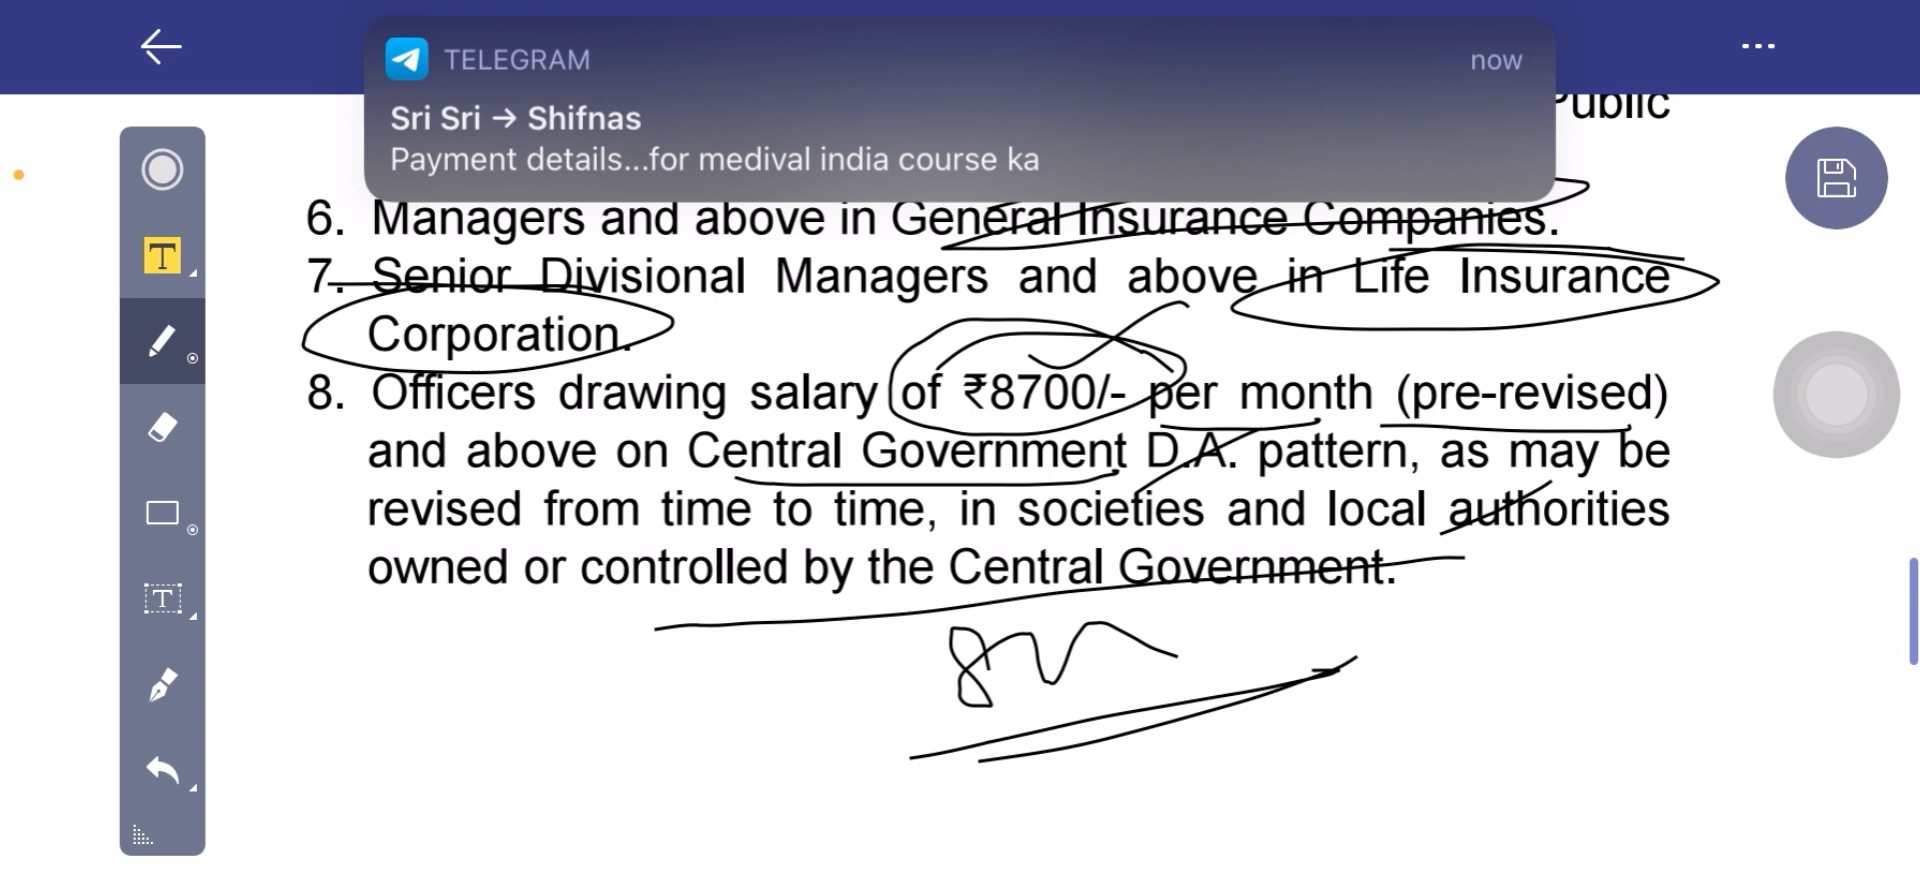 TELEGRAM now
Sri Sri → Shifnas
Payment details...for medival india course ka
Public
6. Managers and above in General Insurance Companies.
7. Senior Divisional Managers and above in Life Insurance
Corporation.
8. Officers drawing salary of ₹8700/- per month (pre-revised)
and above on Central Government D.A. pattern, as may be
revised from time to time, in societies and local authorities
owned or controlled by the Central Government.